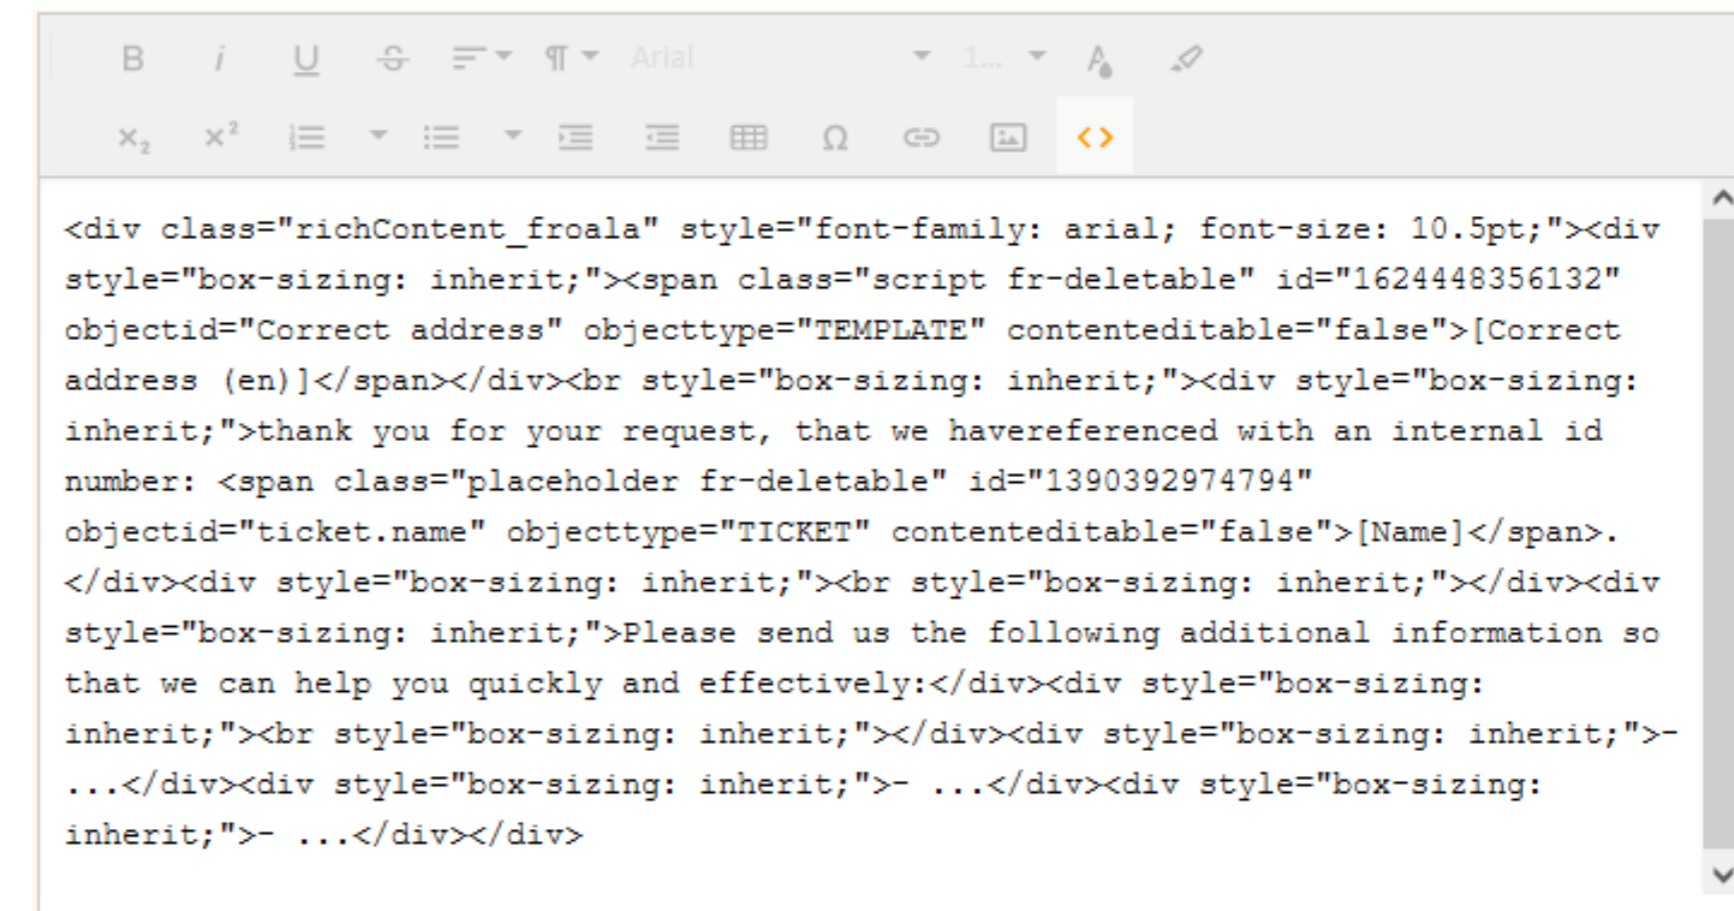 B i U S ¶ Arial 1... A
x₂ x² Ω <>
<div class="richContent_froala" style="font-family: arial; font-size: 10.5pt;"><div
style="box-sizing: inherit;"><span class="script fr-deletable" id="1624448356132"
objectid="Correct address" objecttype="TEMPLATE" contenteditable="false">[Correct
address (en)]</span></div><br style="box-sizing: inherit;"><div style="box-sizing:
inherit;">thank you for your request, that we havereferenced with an internal id
number: <span class="placeholder fr-deletable" id="1390392974794"
objectid="ticket.name" objecttype="TICKET" contenteditable="false">[Name]</span>.
</div><div style="box-sizing: inherit;"><br style="box-sizing: inherit;"></div><div
style="box-sizing: inherit;">Please send us the following additional information so
that we can help you quickly and effectively:</div><div style="box-sizing:
inherit;"><br style="box-sizing: inherit;"></div><div style="box-sizing: inherit;">-
...</div><div style="box-sizing: inherit;">- ...</div><div style="box-sizing:
inherit;">- ...</div></div>